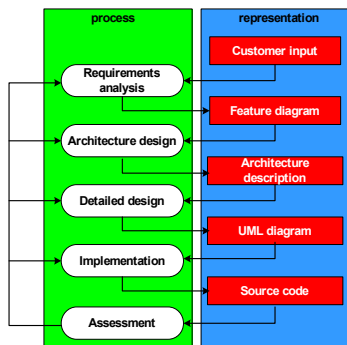 process
representation
Customer input
Requirements
analysis
Feature diagram
Architecture design
Architecture
description
Detailed design
UML diagram
Implementation
Source code
Assessment